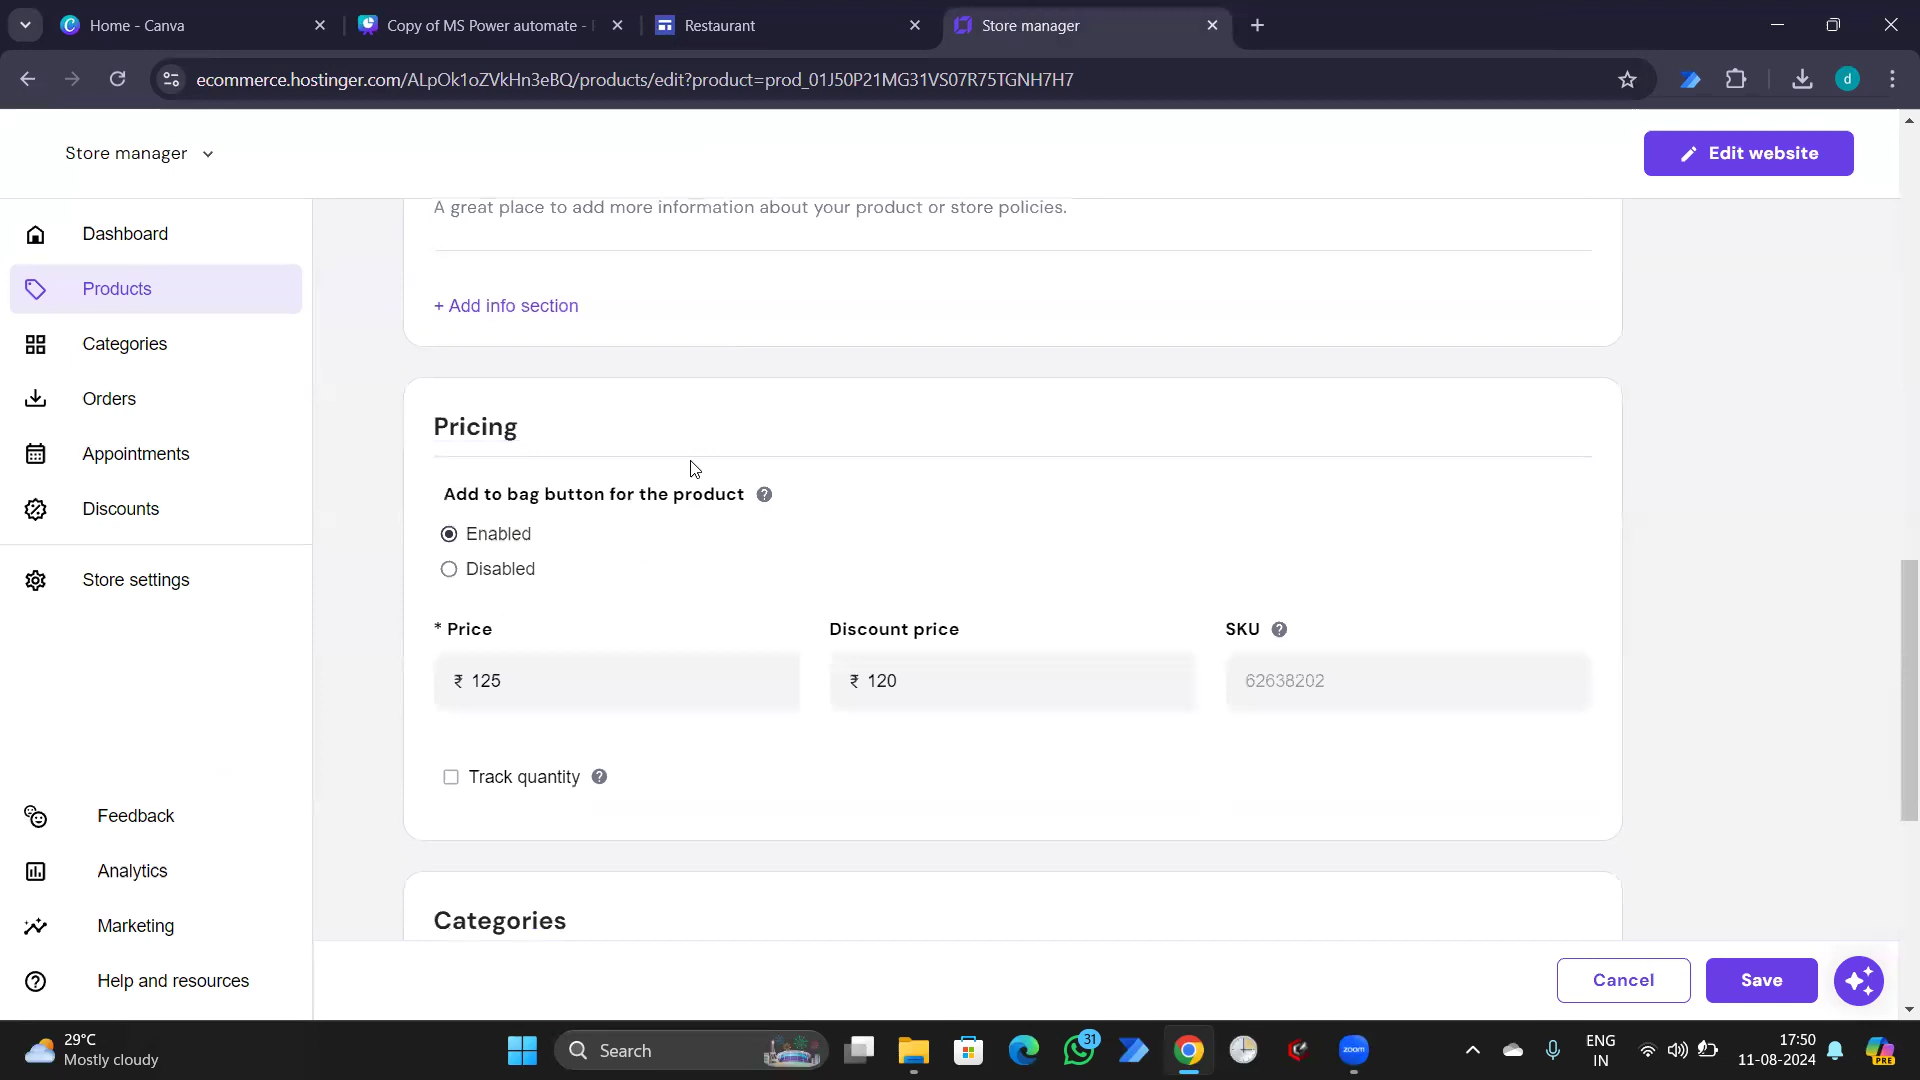 Home - Canva
Copy of MS Power automate -
Restaurant
Store manager
ecommerce.hostinger.com/ALpOk1oZVkHn3eBQ/products/edit?product=prod_01J50P21MG31VS07R75TGNH7H7
d
Store manager
Edit website
A great place to add more information about your product or store policies.
Dashboard
Products
Categories
Orders
Appointments
Discounts
Store settings
Feedback
Analytics
Marketing
Help and resources
+ Add info section
Pricing
Add to bag button for the product
Enabled
Disabled
* Price
Discount price
SKU
₹ 125
₹ 120
62638202
Track quantity
Categories
Cancel
Save
29°C
Mostly cloudy
Search
31
zoom
ENG
IN
17:50
11-08-2024
PRE